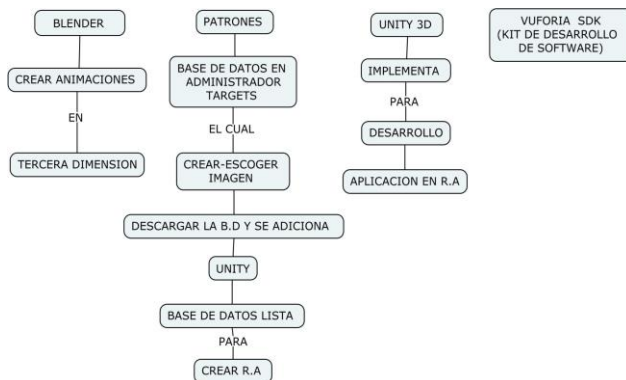 BLENDER
CREAR ANIMACIONES
EN
TERCERA DIMENSION
PATRONES
BASE DE DATOS EN
ADMINISTRADOR
TARGETS
EL CUAL
CREAR-ESCOGER
IMAGEN
DESCARGAR LA B.D Y SE ADICIONA
UNITY
BASE DE DATOS LISTA
PARA
CREAR R.A
UNITY 3D
IMPLEMENTA
PARA
DESARROLLO
APLICACION EN R.A
VUFORIA SDK
(KIT DE DESARROLLO
DE SOFTWARE)